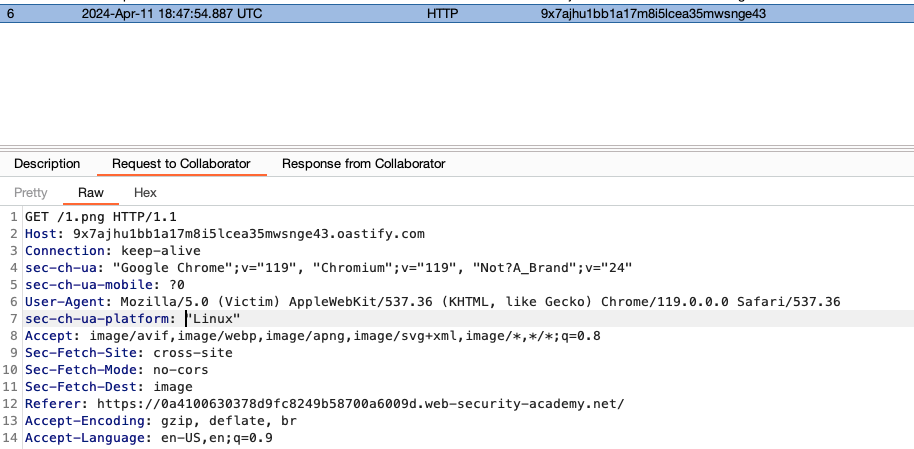 6 2024-Apr-11 18:47:54.887 UTC HTTP 9x7ajhu1bb1a17m8i5lcea35mwsnge43
Description Request to Collaborator Response from Collaborator
Pretty Raw Hex
1 GET /1.png HTTP/1.1
2 Host: 9x7ajhu1bb1a17m8i5lcea35mwsnge43.oastify.com
3 Connection: keep-alive
4 sec-ch-ua: "Google Chrome";v="119", "Chromium";v="119", "Not?A_Brand";v="24"
5 sec-ch-ua-mobile: ?0
6 User-Agent: Mozilla/5.0 (Victim) AppleWebKit/537.36 (KHTML, like Gecko) Chrome/119.0.0.0 Safari/537.36
7 sec-ch-ua-platform: "Linux"
8 Accept: image/avif,image/webp,image/apng,image/svg+xml,image/*,*/*;q=0.8
9 Sec-Fetch-Site: cross-site
10 Sec-Fetch-Mode: no-cors
11 Sec-Fetch-Dest: image
12 Referer: https://0a4100630378d9fc8249b58700a6009d.web-security-academy.net/
13 Accept-Encoding: gzip, deflate, br
14 Accept-Language: en-US,en;q=0.9